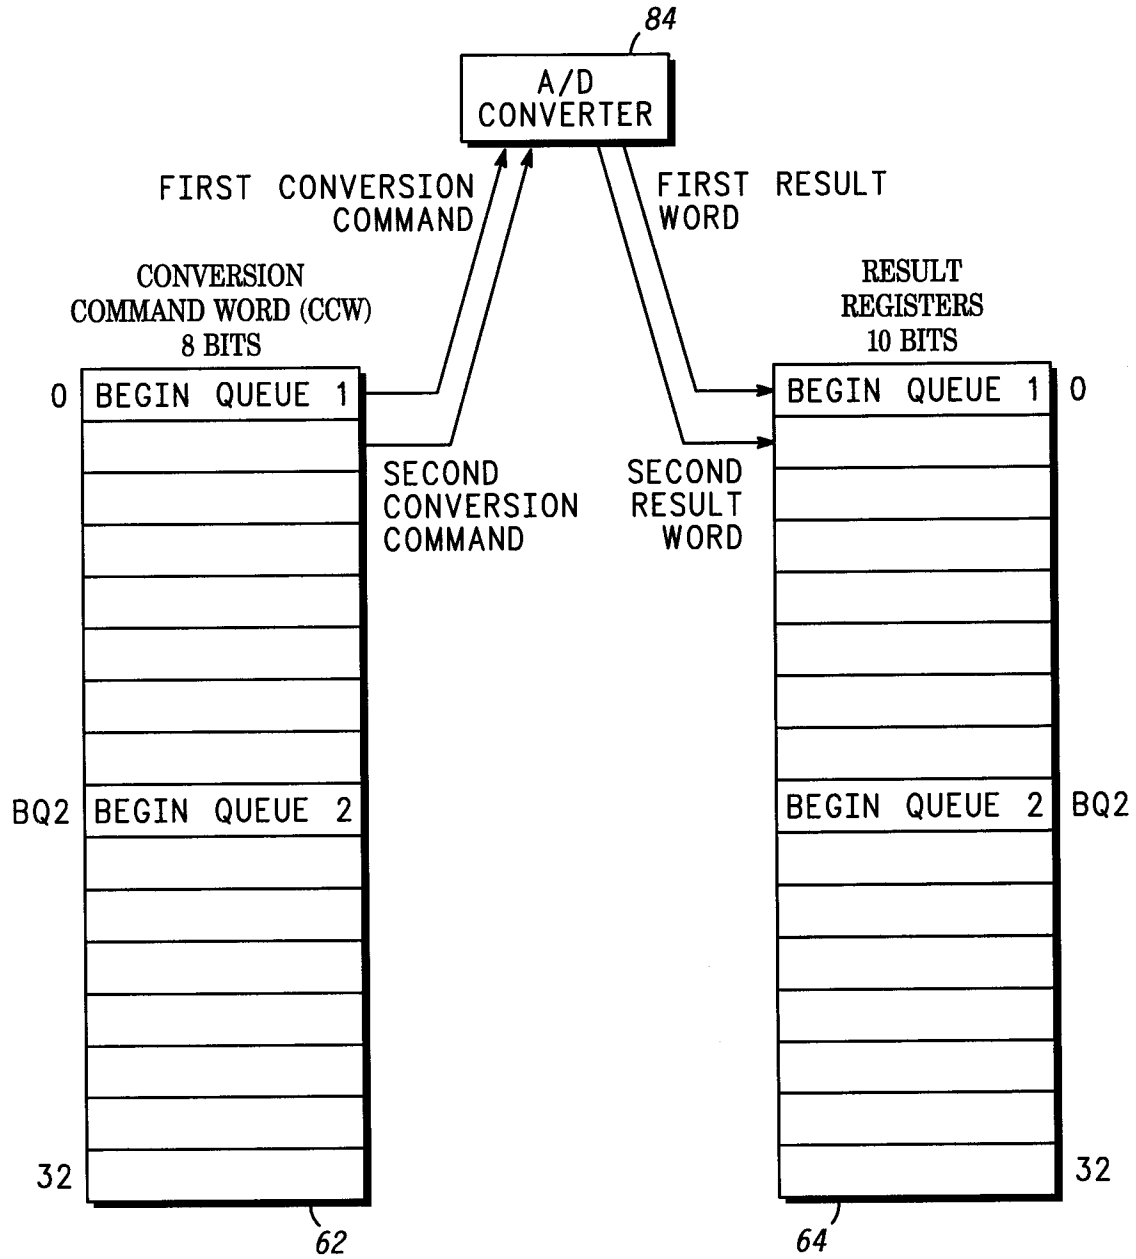 84
A/D
CONVERTER
FIRST CONVERSION
COMMAND
FIRST RESULT
WORD
CONVERSION
COMMAND WORD (CCW)
8 BITS
RESULT
REGISTERS
10 BITS
0
BEGIN QUEUE 1
BEGIN QUEUE 1
0
SECOND
CONVERSION
COMMAND
SECOND
RESULT
WORD
BQ2
BEGIN QUEUE 2
BEGIN QUEUE 2
BQ2
32
32
62
64